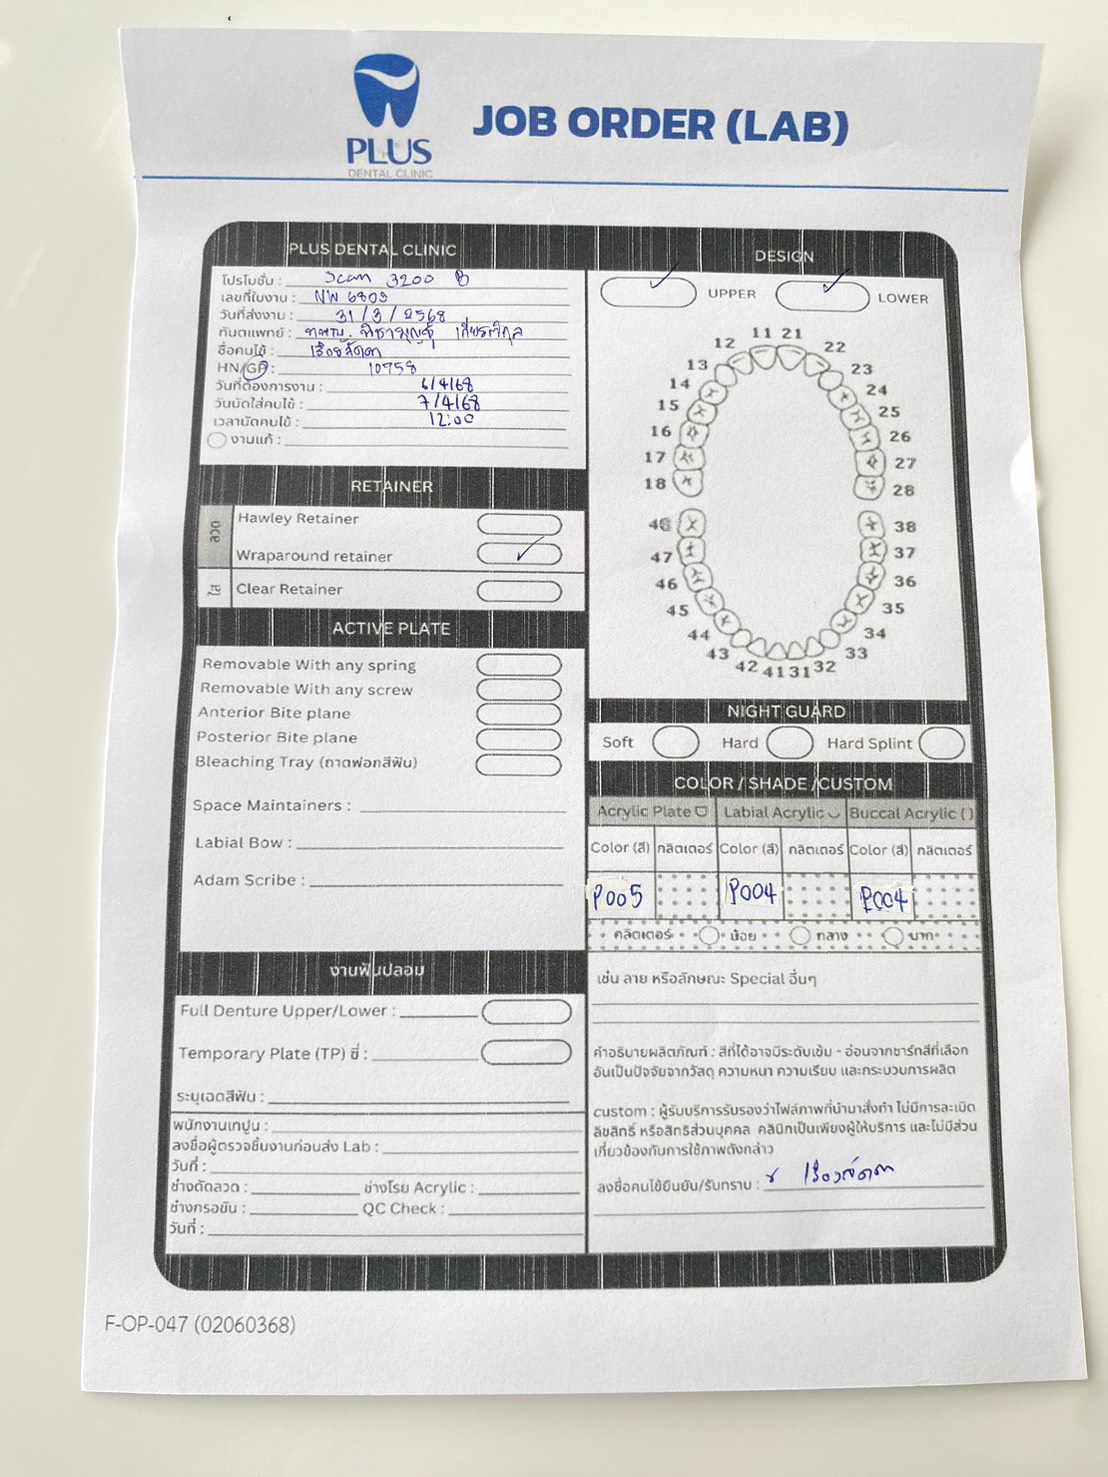 PLUS
DENTAL CLINIC
JOB ORDER (LAB)
PLUS DENTAL CLINIC
โปรโมชั่น : Scan 3200 B
เลขที่ใบงาน : NW 6809
วันที่ส่งงาน : 31/3/2568
ทันตแพทย์ : ทพญ.
ชื่อคนไข้ : เรืองลัดดา
HN/GP : 10758
วันที่ต้องการงาน : 6/4/68
วันนัดใส่คนไข้ : 7/4/68
เวลานัดคนไข้ : 12:00
งานแก้ :
RETAINER
ลวด
Hawley Retainer
Wraparound retainer
ใส
Clear Retainer
ACTIVE PLATE
Removable With any spring
Removable With any screw
Anterior Bite plane
Posterior Bite plane
Bleaching Tray (ถาดฟอกสีฟัน)
Space Maintainers :
Labial Bow :
Adam Scribe :
งานฟันปลอม
Full Denture Upper/Lower :
Temporary Plate (TP) ซี่ :
ระบุเฉดสีฟัน :
พนักงานเทปูน :
ลงชื่อผู้ตรวจชิ้นงานก่อนส่ง Lab :
วันที่ :
ช่างดัดลวด : ช่างโรย Acrylic :
ช่างกรอขัน : QC Check :
วันที่ :
DESIGN
UPPER LOWER
11 21
12 22
13 23
14 24
15 25
16 26
17 27
18 28
48 38
47 37
46 36
45 35
44 34
43 33
42 41 31 32
NIGHT GUARD
Soft Hard Hard Splint
COLOR / SHADE /CUSTOM
Acrylic Plate Labial Acrylic Buccal Acrylic ( )
Color (สี) กลิตเตอร์ Color (สี) กลิตเตอร์ Color (สี) กลิตเตอร์
P005 P004 P004
กลิตเตอร์ น้อย กลาง มาก
เช่น ลาย หรือลักษณะ Special อื่นๆ
คำอธิบายผลิตภัณฑ์ : สีที่ได้อาจมีระดับเข้ม - อ่อนจากชาร์ทสีที่เลือก
อันเป็นปัจจัยจากวัสดุ ความหนา ความเรียบ และกระบวนการผลิต
custom : ผู้รับบริการรับรองว่าไฟล์ภาพที่นำมาสั่งทำ ไม่มีการละเมิด
ลิขสิทธิ์ หรือสิทธิส่วนบุคคล คลินิกเป็นเพียงผู้ให้บริการ และไม่มีส่วน
เกี่ยวข้องกับการใช้ภาพดังกล่าว
ลงชื่อคนไข้ยืนยัน/รับทราบ : เรืองลัดดา
F-OP-047 (02060368)